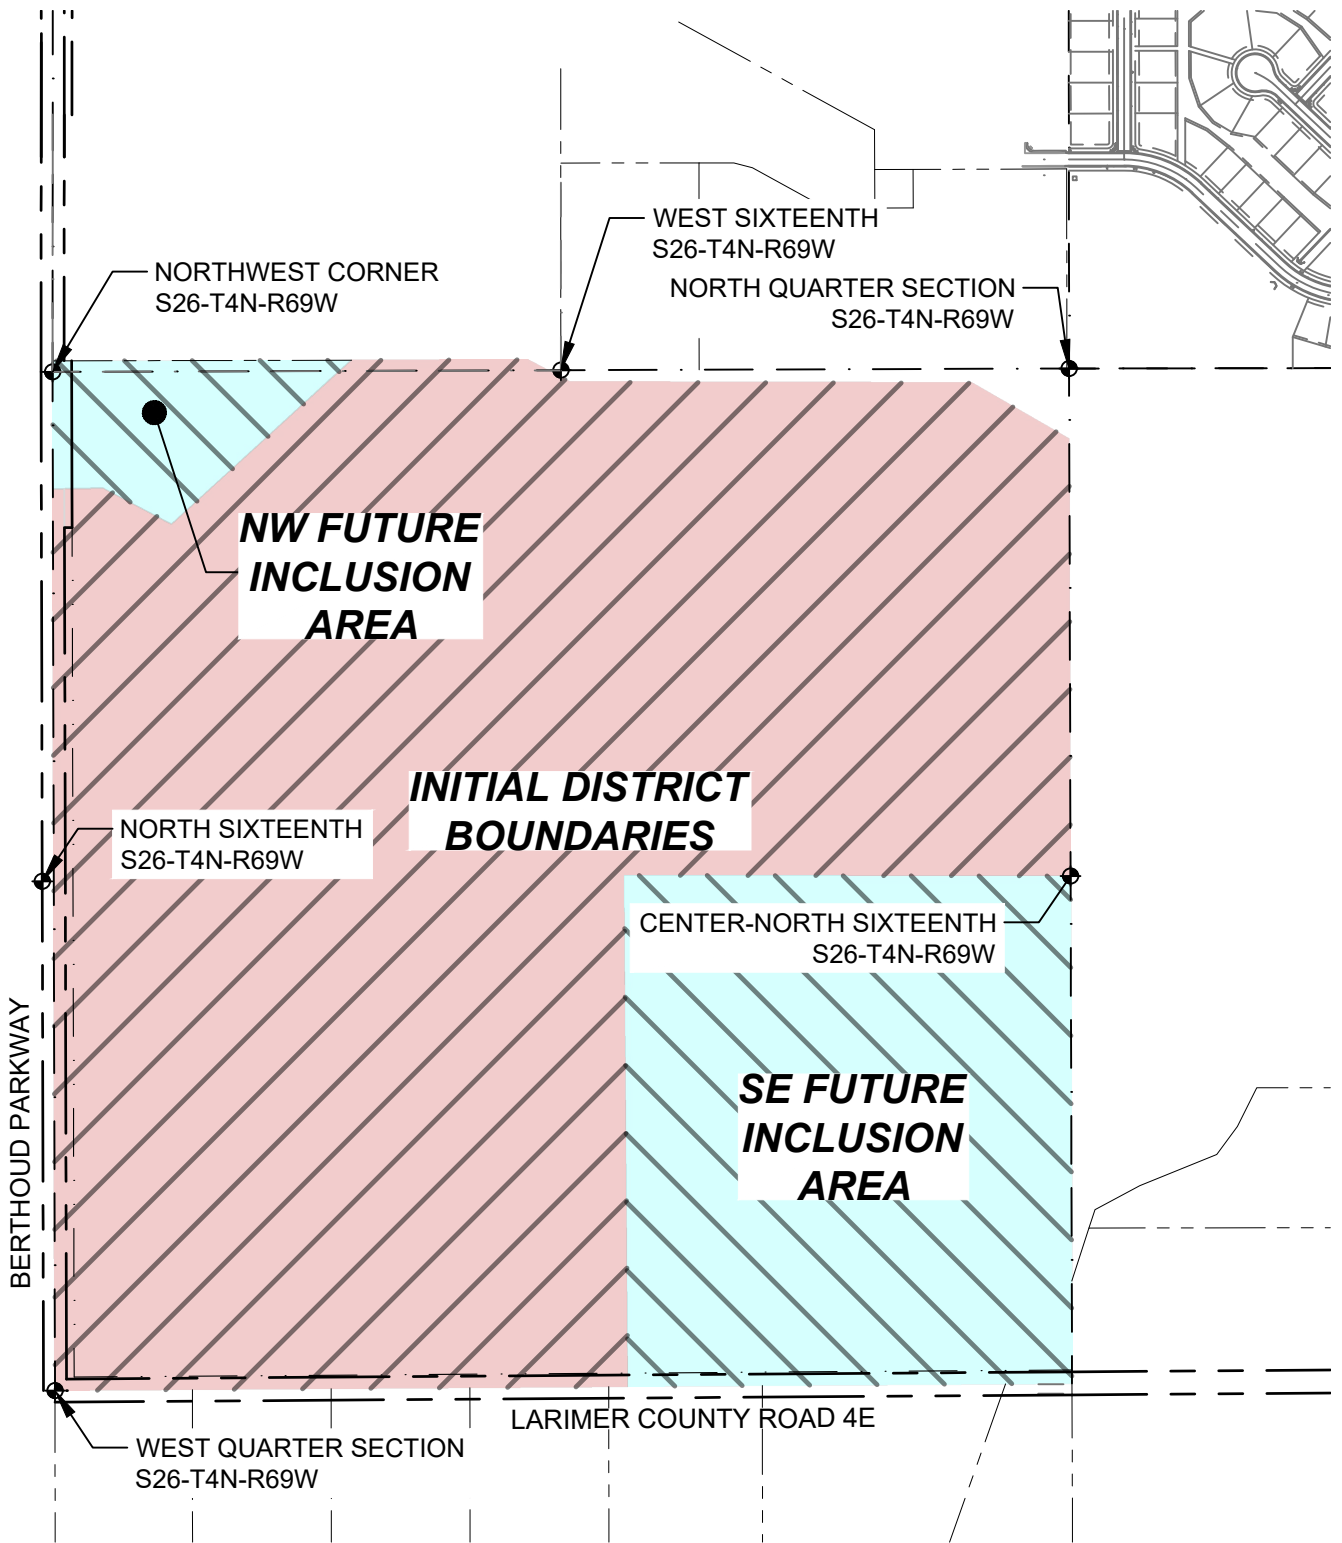 WEST SIXTEENTH
S26-T4N-R69W
NORTHWEST CORNER
S26-T4N-R69W
NORTH QUARTER SECTION
S26-T4N-R69W
NW FUTURE
INCLUSION
AREA
INITIAL DISTRICT
BOUNDARIES
NORTH SIXTEENTH
S26-T4N-R69W
CENTER-NORTH SIXTEENTH
S26-T4N-R69W
BERTHOUD PARKWAY
SE FUTURE
INCLUSION
AREA
LARIMER COUNTY ROAD 4E
WEST QUARTER SECTION
S26-T4N-R69W